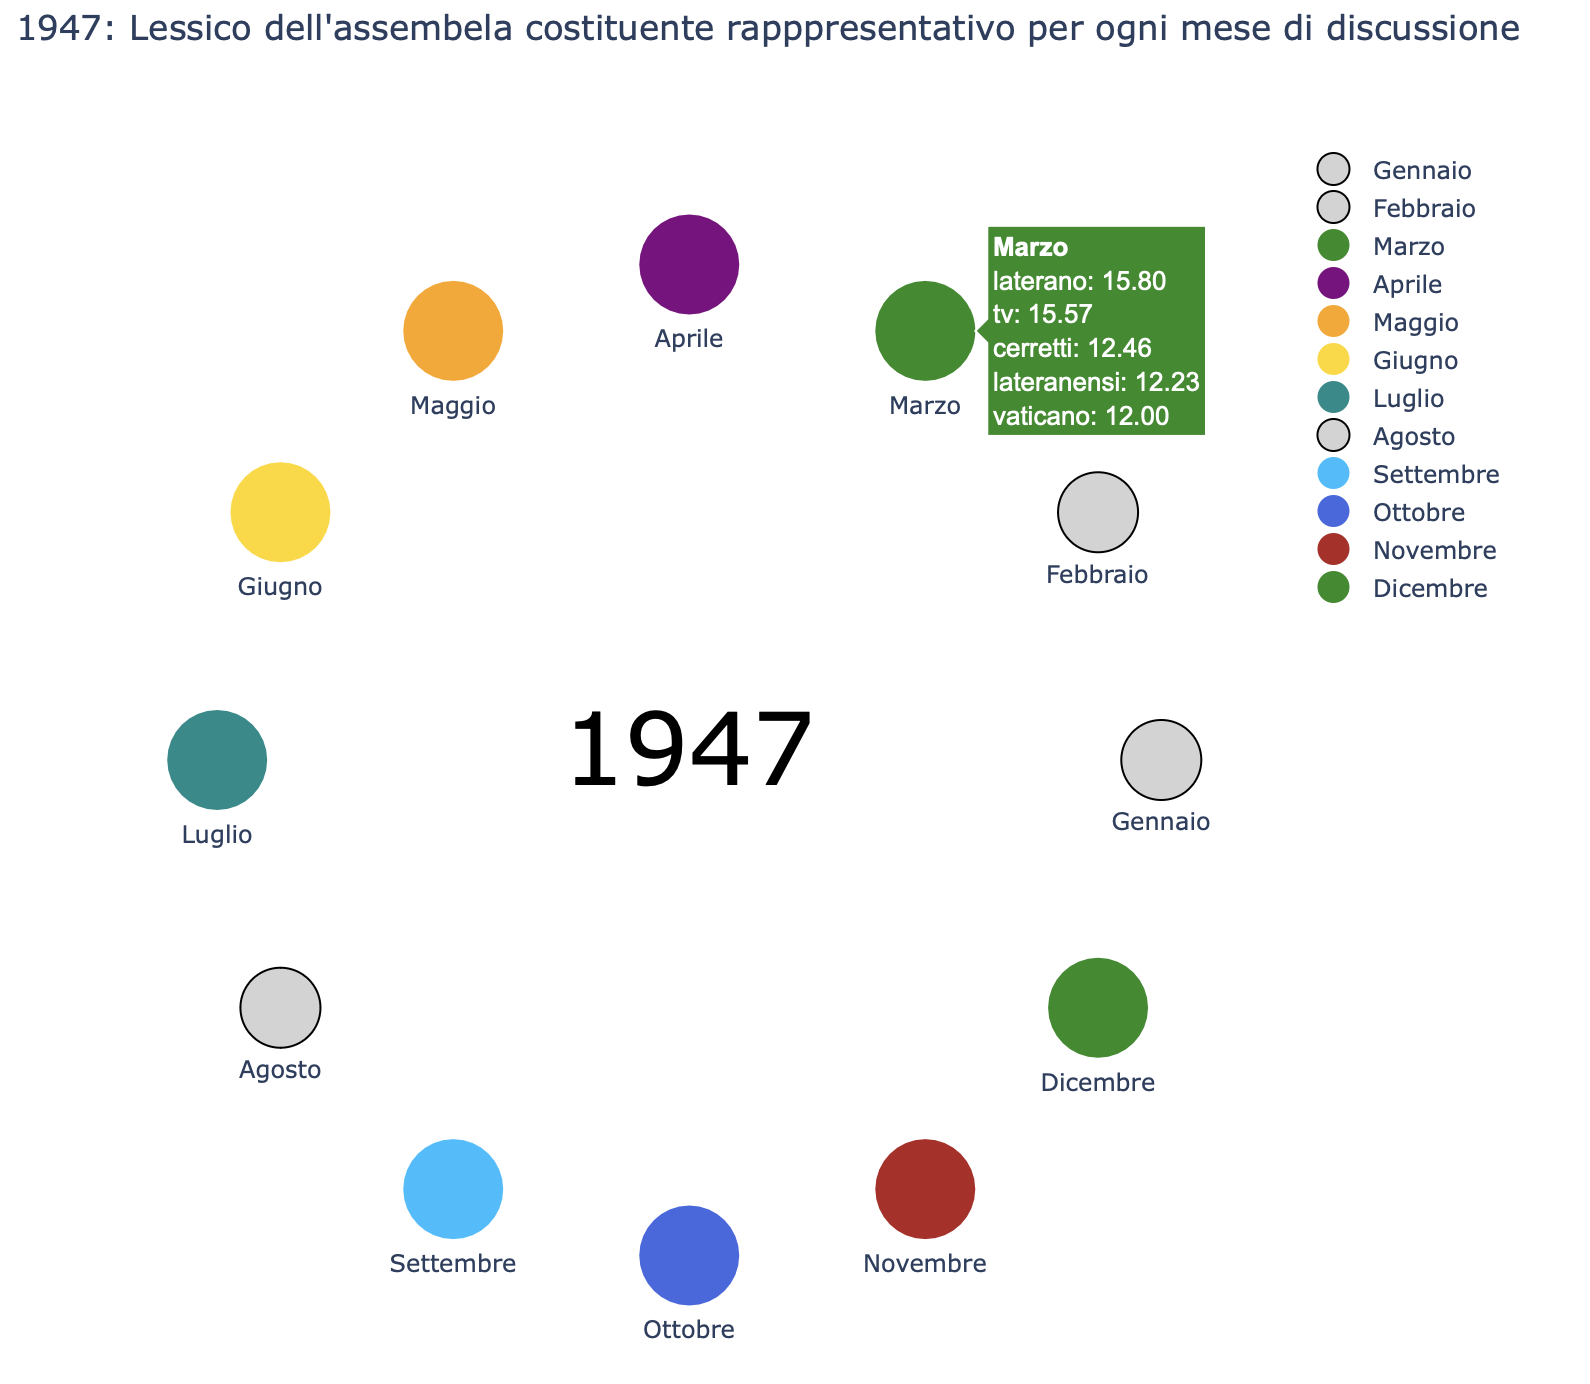 1947: Lessico dell'assembela costituente rapppresentativo per ogni mese di discussione
Gennaio
Febbraio
Marzo
Aprile
Maggio
Giugno
Luglio
Agosto
Settembre
Ottobre
Novembre
Dicembre
Aprile
Maggio
Marzo
Marzo
laterano: 15.80
tv: 15.57
cerretti: 12.46
lateranensi: 12.23
vaticano: 12.00
Giugno
Febbraio
1947
Luglio
Gennaio
Agosto
Dicembre
Settembre
Novembre
Ottobre